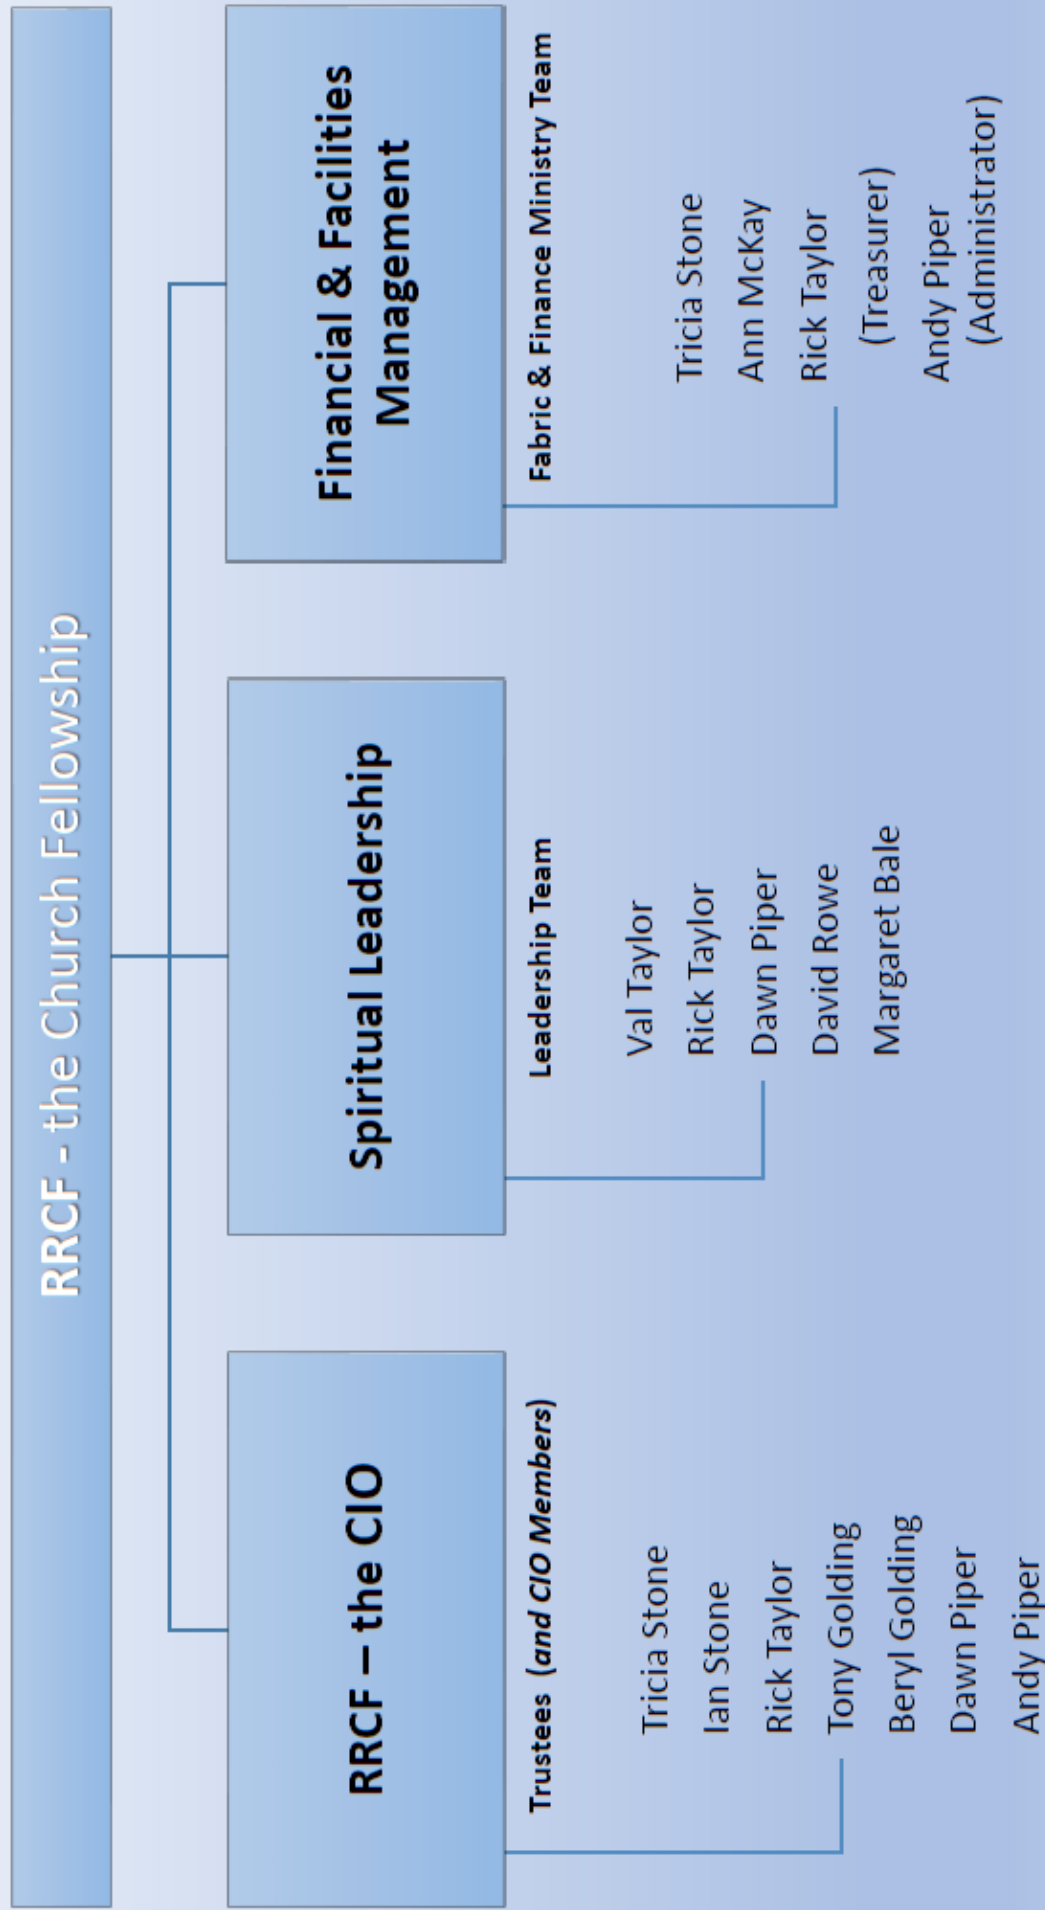 RRCF - the Church Fellowship
RRCF – the CIO
Trustees (and CIO Members)
Tricia Stone
Ian Stone
Rick Taylor
Tony Golding
Beryl Golding
Dawn Piper
Andy Piper
Spiritual Leadership
Leadership Team
Val Taylor
Rick Taylor
Dawn Piper
David Rowe
Margaret Bale
Financial & Facilities
Management
Fabric & Finance Ministry Team
Tricia Stone
Ann McKay
Rick Taylor
(Treasurer)
Andy Piper
(Administrator)